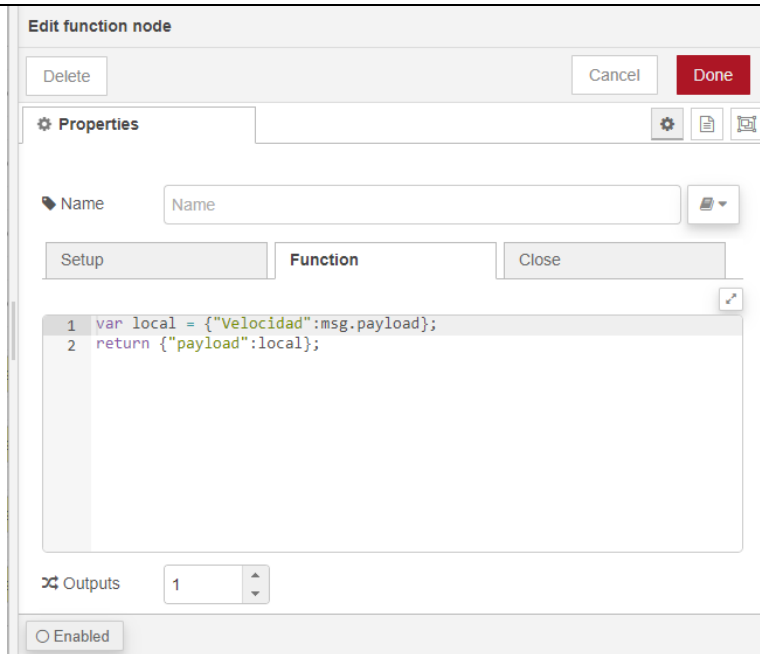 Edit function node
Delete Cancel Done
Properties
Name Name
Setup Function Close
1 var local = {"Velocidad":msg.payload};
2 return {"payload":local};
Outputs 1
Enabled